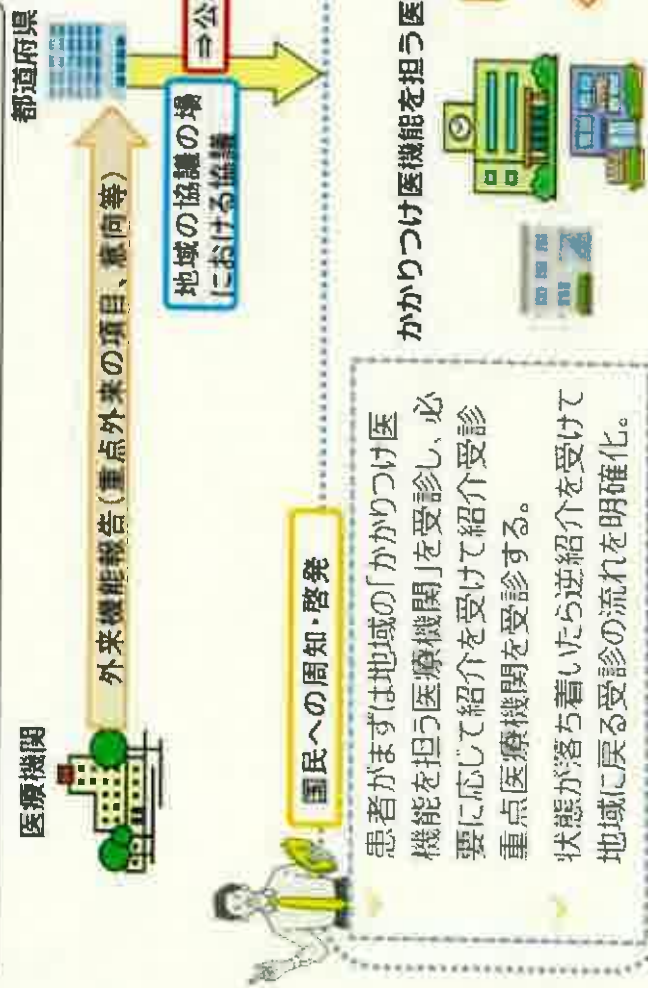 医療機関
外来機能報告(重点外来の項目、意向等)
都道府県
地域の協議の場
における協議
⇒公
国民への周知・啓発
患者がまずは地域の「かかりつけ医
機能を担う医療機関」を受診し、必
要に応じて紹介を受けて紹介受診
重点医療機関を受診する。
状態が落ち着いたら逆紹介を受けて
地域に戻る受診の流れを明確化。
かかりつけ医機能を担う医